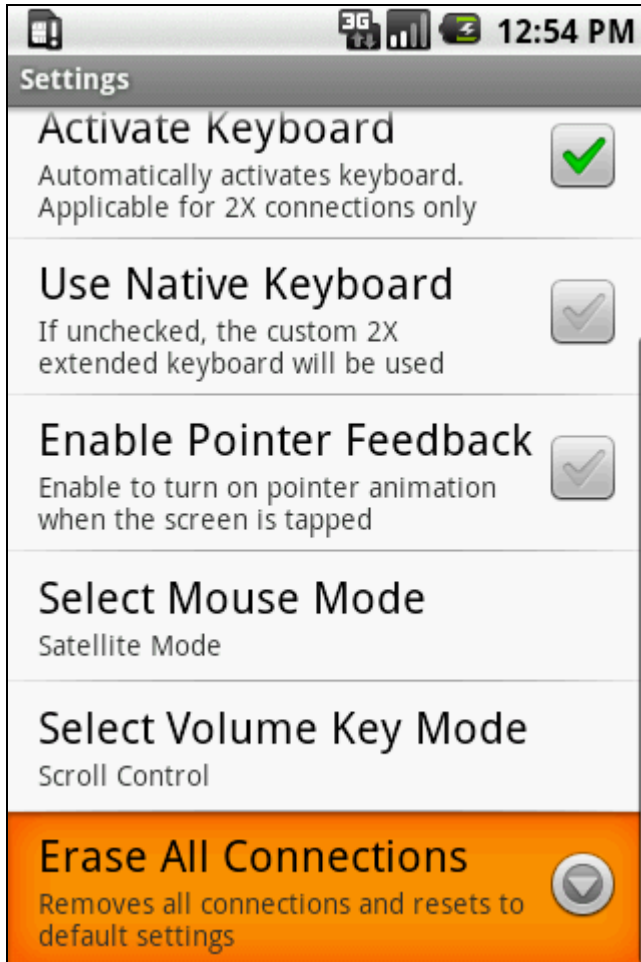 3G 12:54 PM
Settings
Activate Keyboard
Automatically activates keyboard.
Applicable for 2X connections only
Use Native Keyboard
If unchecked, the custom 2X
extended keyboard will be used
Enable Pointer Feedback
Enable to turn on pointer animation
when the screen is tapped
Select Mouse Mode
Satellite Mode
Select Volume Key Mode
Scroll Control
Erase All Connections
Removes all connections and resets to
default settings